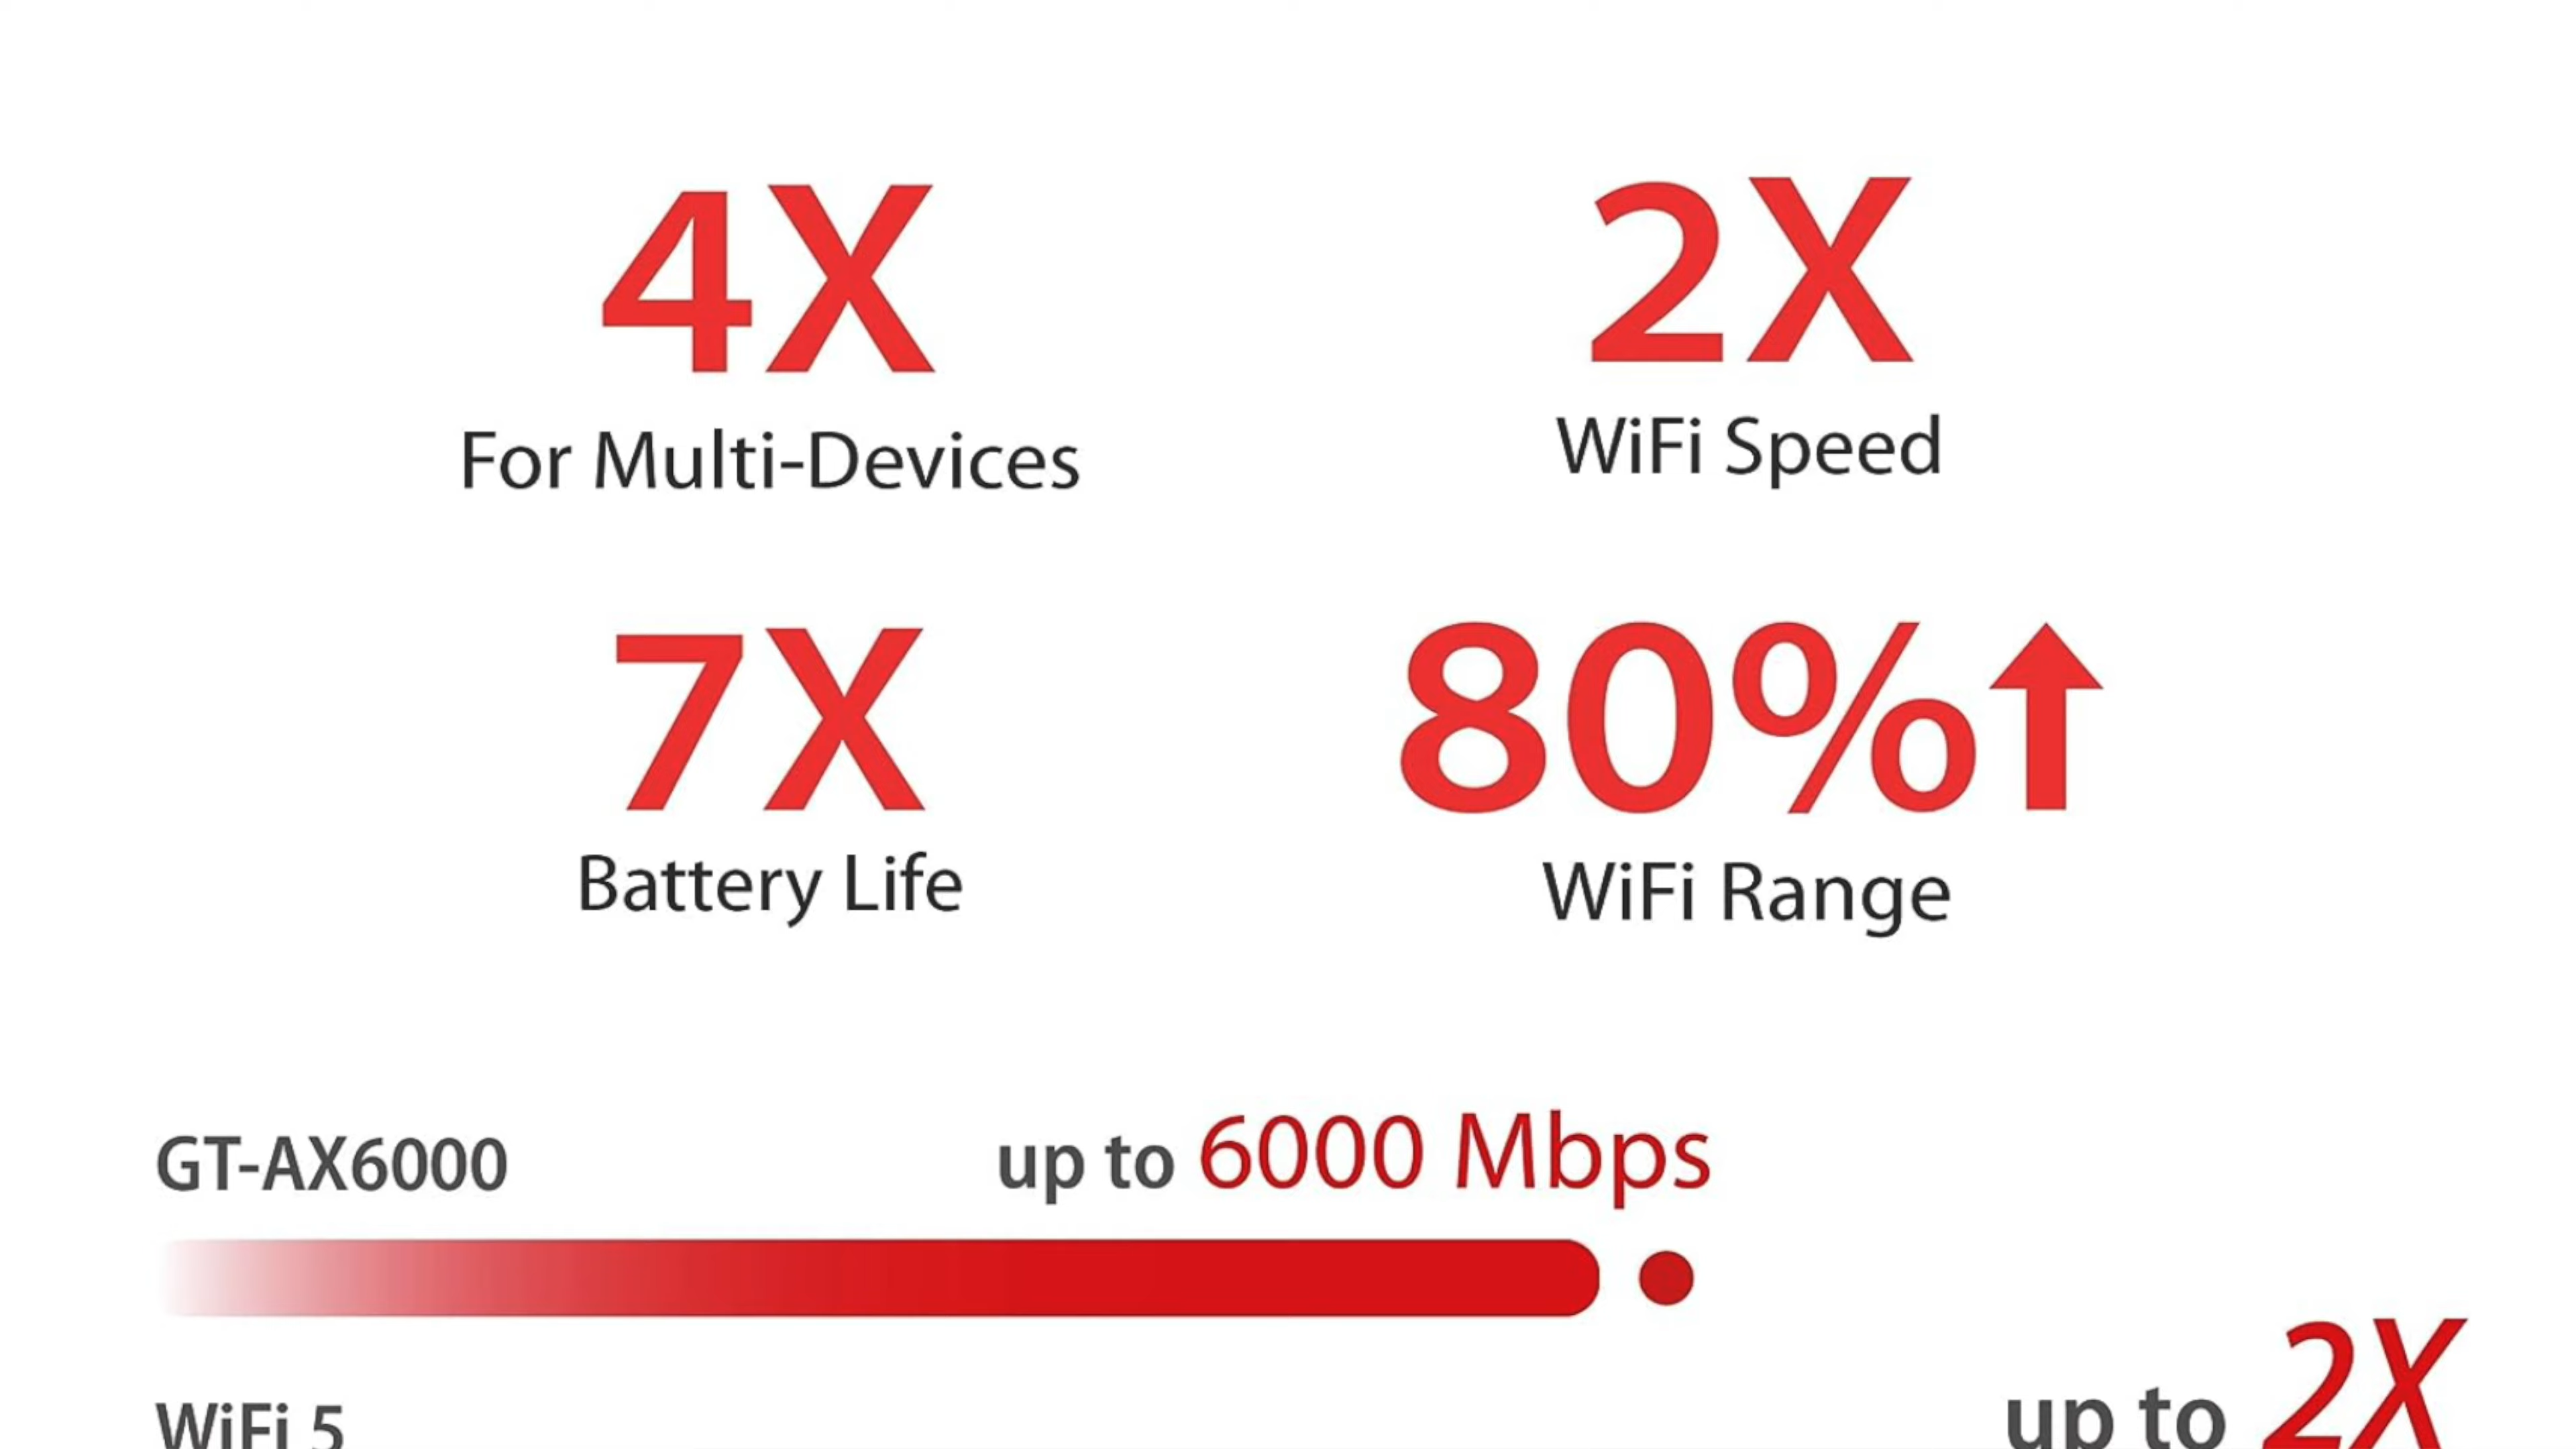 4X
2X
For Multi-Devices
WiFi Speed
7X
80%↑
Battery Life
WiFi Range
GT-AX6000
up to 6000 Mbps
WiFi 5
up to 2X